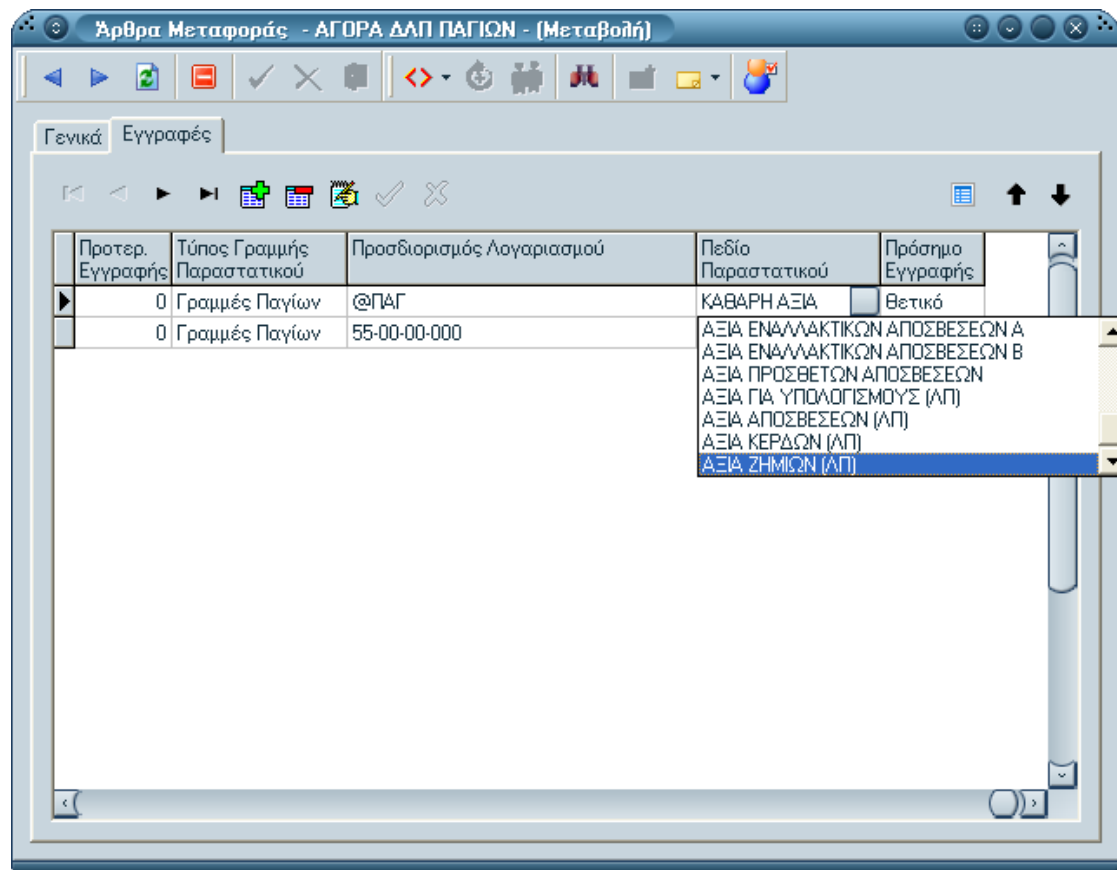 Άρθρα Μεταφοράς - ΑΓΟΡΑ ΔΛΠ ΠΑΓΙΩΝ - (Μεταβολή)
Γενικά Εγγραφές
Προτερ. Εγγραφής Τύπος Γραμμής Παραστατικού Προσδιορισμός Λογαριασμού Πεδίο Παραστατικού Πρόσημο Εγγραφής
0 Γραμμές Παγίων @ΠΑΓ ΚΑΘΑΡΗ ΑΞΙΑ Θετικό
0 Γραμμές Παγίων 55-00-00-000
ΑΞΙΑ ΕΝΑΛΛΑΚΤΙΚΩΝ ΑΠΟΣΒΕΣΕΩΝ Α
ΑΞΙΑ ΕΝΑΛΛΑΚΤΙΚΩΝ ΑΠΟΣΒΕΣΕΩΝ Β
ΑΞΙΑ ΠΡΟΣΘΕΤΩΝ ΑΠΟΣΒΕΣΕΩΝ
ΑΞΙΑ ΓΙΑ ΥΠΟΛΟΓΙΣΜΟΥΣ (ΛΠ)
ΑΞΙΑ ΑΠΟΣΒΕΣΕΩΝ (ΛΠ)
ΑΞΙΑ ΚΕΡΔΩΝ (ΛΠ)
ΑΞΙΑ ΖΗΜΙΩΝ (ΛΠ)